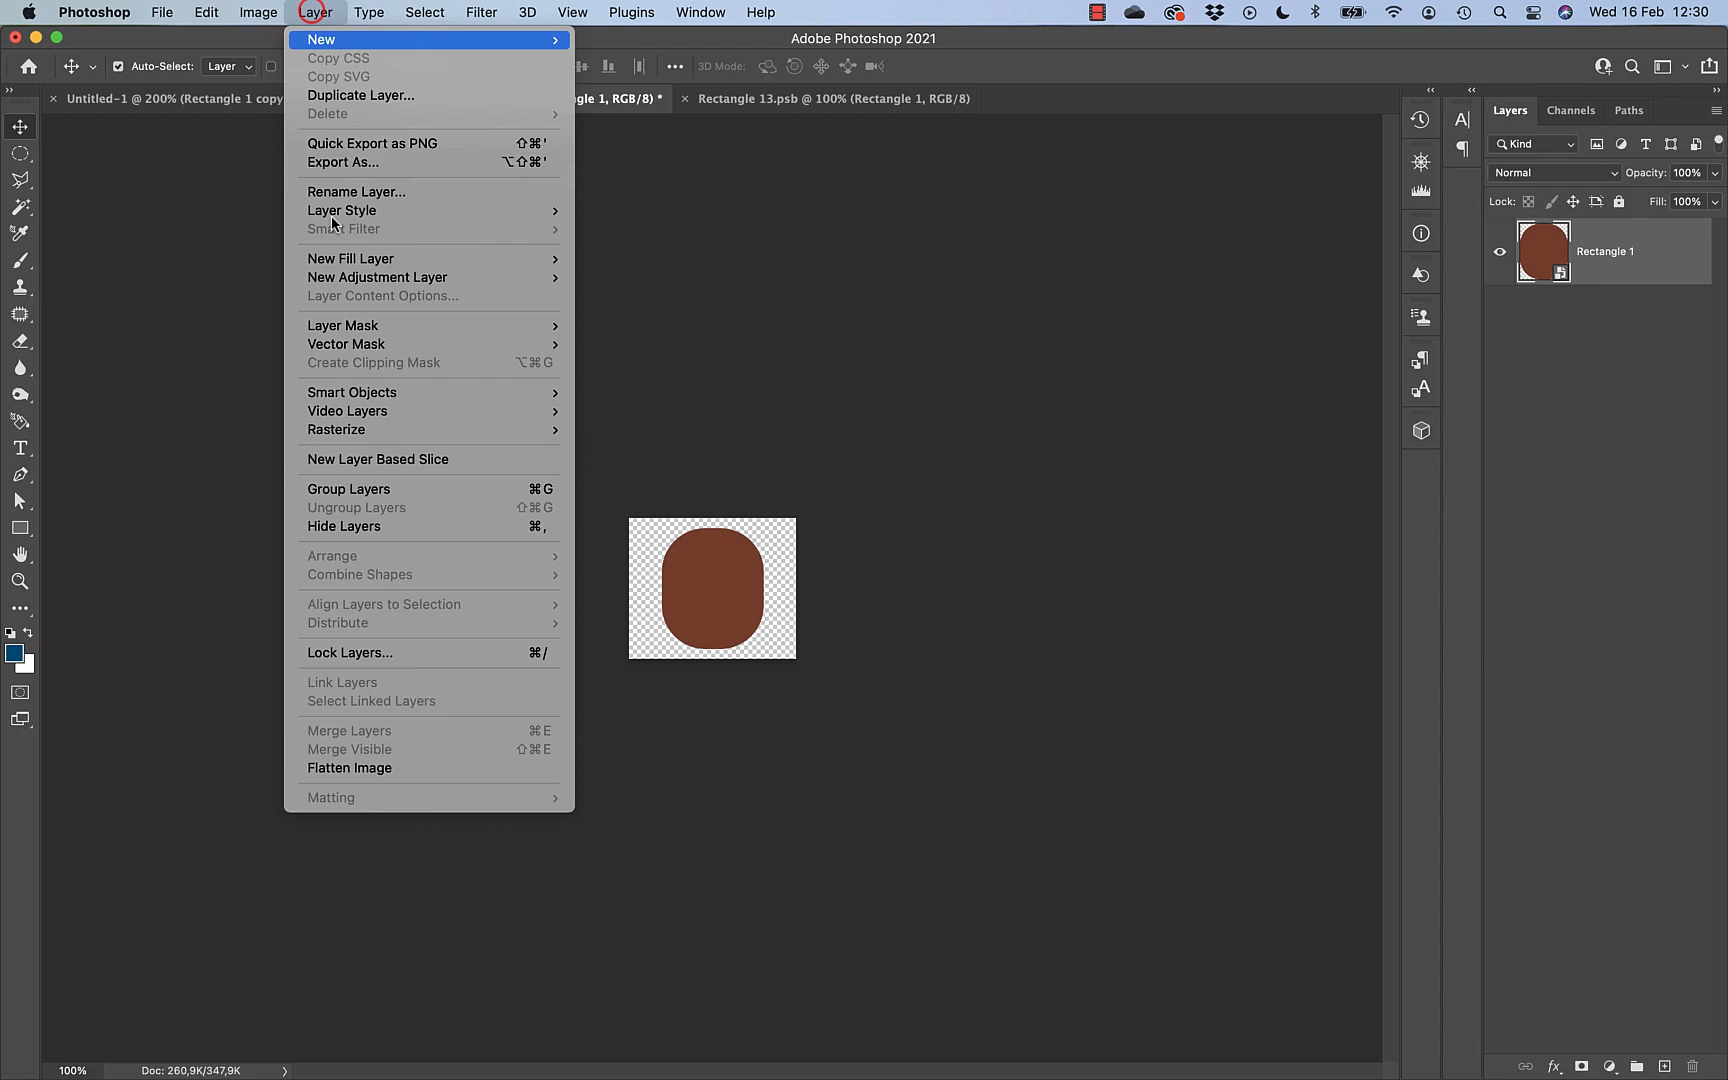 Photoshop File Edit Image Layer Type Select Filter 3D View Plugins Window Help Wed 16 Feb 12:30
Adobe Photoshop 2021
Auto-Select: Layer 3D Mode:
Untitled-1 @ 200% (Rectangle 1 copy
gle 1, RGB/8) *
Rectangle 13.psb @ 100% (Rectangle 1, RGB/8)
New
Copy CSS
Copy SVG
Duplicate Layer...
Delete
Quick Export as PNG ⇧⌘'
Export As... ⌥⇧⌘'
Rename Layer...
Layer Style
Smart Filter
New Fill Layer
New Adjustment Layer
Layer Content Options...
Layer Mask
Vector Mask
Create Clipping Mask ⌥⌘G
Smart Objects
Video Layers
Rasterize
New Layer Based Slice
Group Layers ⌘G
Ungroup Layers ⇧⌘G
Hide Layers ⌘,
Arrange
Combine Shapes
Align Layers to Selection
Distribute
Lock Layers... ⌘/
Link Layers
Select Linked Layers
Merge Layers ⌘E
Merge Visible ⇧⌘E
Flatten Image
Matting
Layers Channels Paths
Kind
Normal Opacity: 100%
Lock: Fill: 100%
Rectangle 1
100% Doc: 260,9K/347,9K